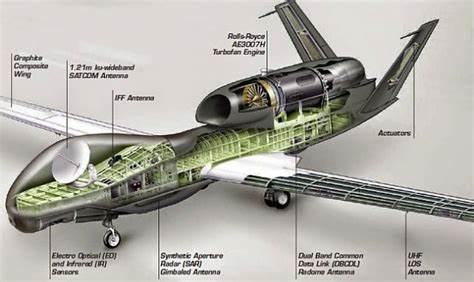 Rolls-Royce
AE3007H
Turbofan Engine
Graphite
Composite
Wing
1.21m ku-wideband
SATCOM Antenna
IFF Antenna
Actuators
Electro Optical (EO)
and Infrared (IR)
Sensors
Synthetic Aperture
Radar (SAR)
Gimbaled Antenna
Dual Band Common
Data Link (DBCDL)
Radome Antenna
UHF
LOS
Antenna